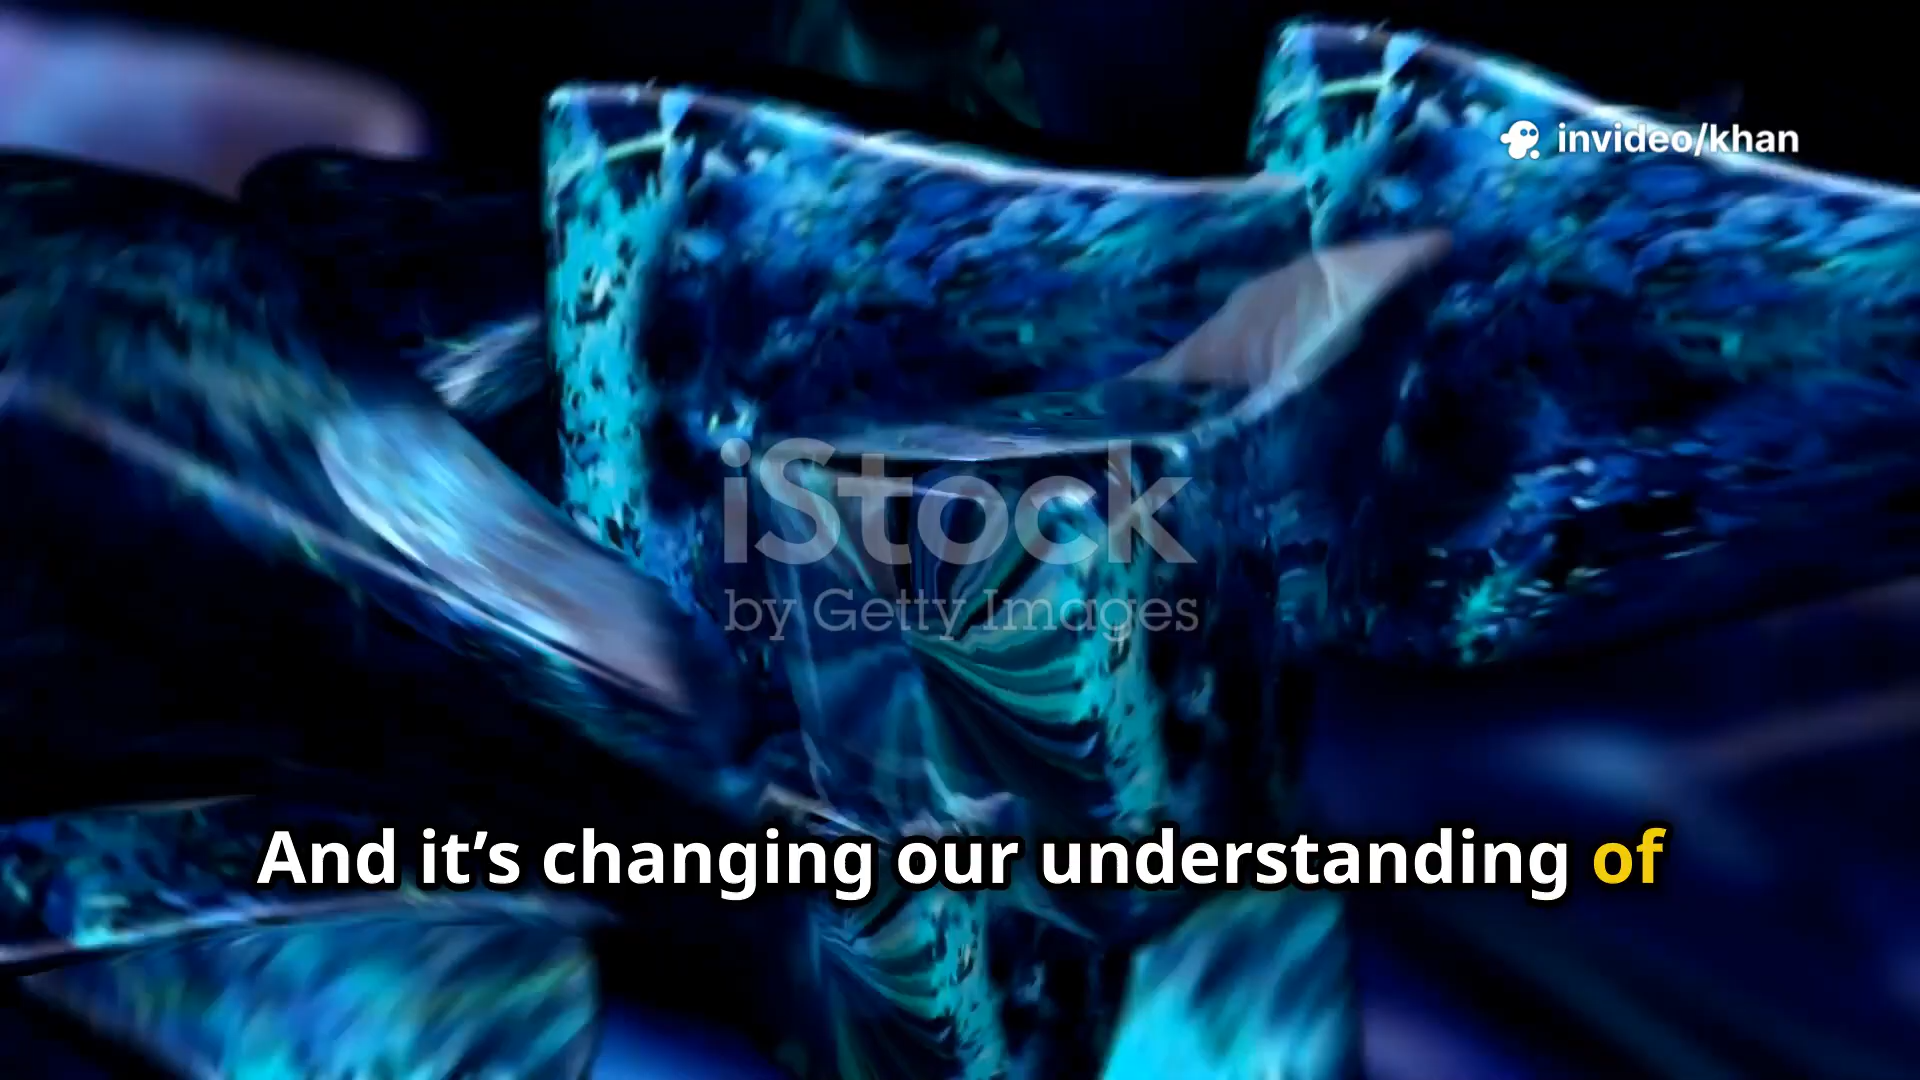 invideo/khan
iStock
by Getty Images
And it’s changing our understanding of